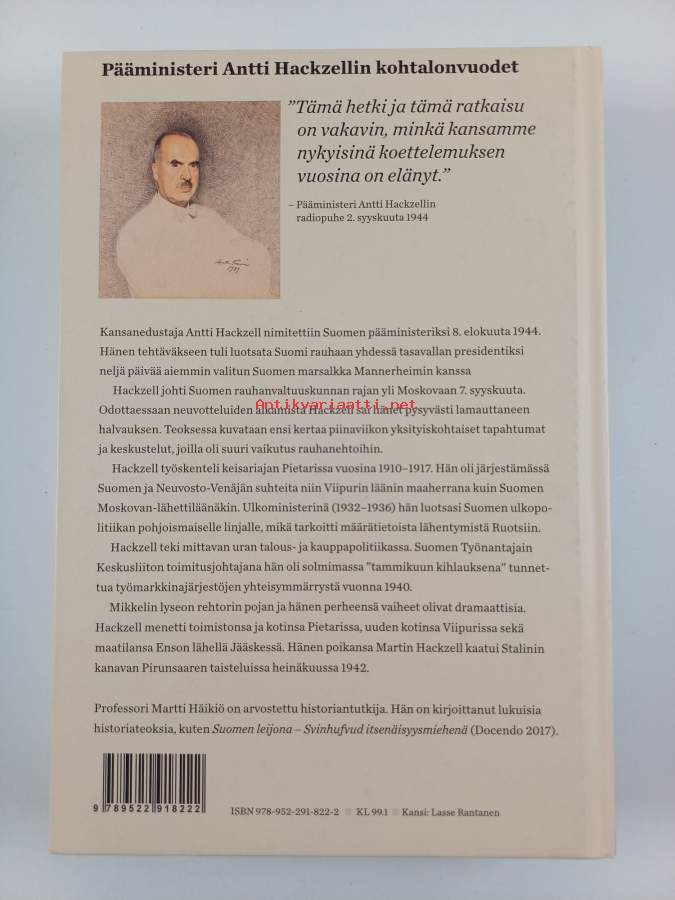 Pääministeri Antti Hackzellin kohtalonvuodet
”Tämä hetki ja tämä ratkaisu
on vakavin, minkä kansamme
nykyisinä koettelemuksen
vuosina on elänyt.”
– Pääministeri Antti Hackzellin
radiopuhe 2. syyskuuta 1944
1939
Kansanedustaja Antti Hackzell nimitettiin Suomen pääministeriksi 8. elokuuta 1944.
Hänen tehtäväkseen tuli luotsata Suomi rauhaan yhdessä tasavallan presidentiksi
neljä päivää aiemmin valitun Suomen marsalkka Mannerheimin kanssa
Hackzell johti Suomen rauhanvaltuuskunnan rajan yli Moskovaan 7. syyskuuta.
Antikvariaatti.net
Odottaessaan neuvotteluiden alkamista Hackzell sai hänet pysyvästi lamauttaneen
halvauksen. Teoksessa kuvataan ensi kertaa piinaviikon yksityiskohtaiset tapahtumat
ja keskustelut, joilla oli suuri vaikutus rauhanehtoihin.
Hackzell työskenteli keisariajan Pietarissa vuosina 1910–1917. Hän oli järjestämässä
Suomen ja Neuvosto-Venäjän suhteita niin Viipurin läänin maaherrana kuin Suomen
Moskovan-lähettiläänäkin. Ulkoministerinä (1932–1936) hän luotsasi Suomen ulkopo-
litiikan pohjoismaiselle linjalle, mikä tarkoitti määrätietoista lähentymistä Ruotsiin.
Hackzell teki mittavan uran talous- ja kauppapolitiikassa. Suomen Työnantajain
Keskusliiton toimitusjohtajana hän oli solmimassa ”tammikuun kihlauksena” tunnet-
tua työmarkkinajärjestöjen yhteisymmärrystä vuonna 1940.
Mikkelin lyseon rehtorin pojan ja hänen perheensä vaiheet olivat dramaattisia.
Hackzell menetti toimistonsa ja kotinsa Pietarissa, uuden kotinsa Viipurissa sekä
maatilansa Enson lähellä Jääskessä. Hänen poikansa Martin Hackzell kaatui Stalinin
kanavan Pirunsaaren taisteluissa heinäkuussa 1942.
Professori Martti Häikiö on arvostettu historiantutkija. Hän on kirjoittanut lukuisia
historiateoksia, kuten Suomen leijona – Svinhufvud itsenäisyysmiehenä (Docendo 2017).
9 789522 918222
ISBN 978-952-291-822-2 KL 99.1 Kansi: Lasse Rantanen